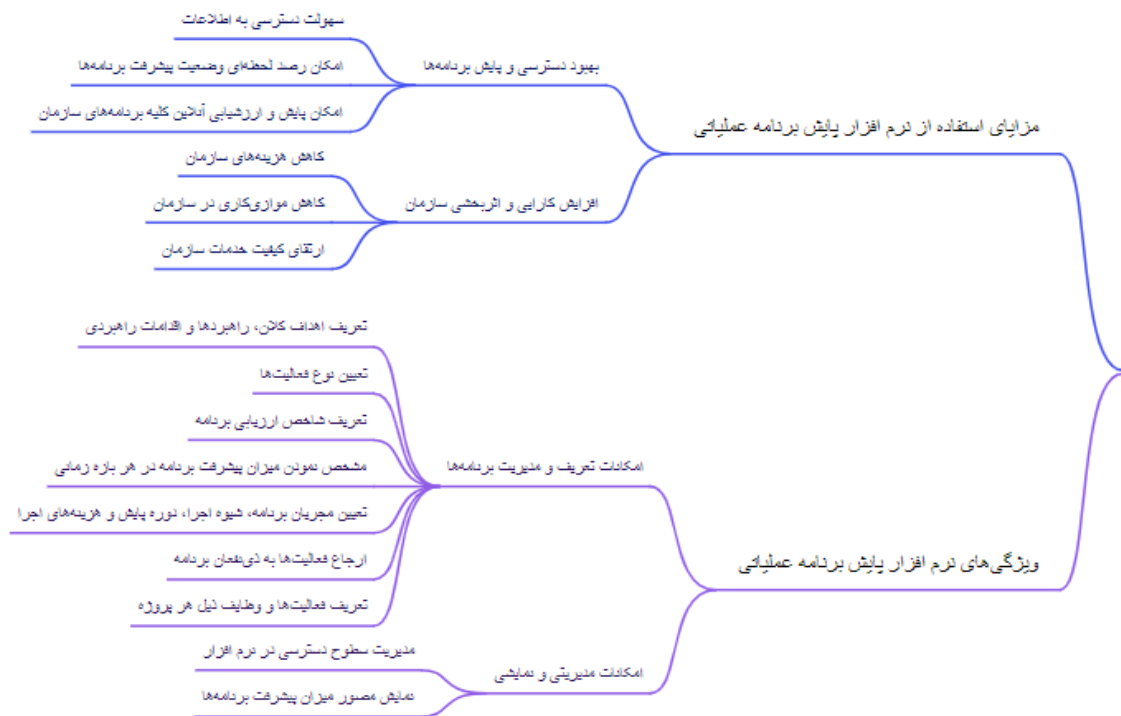 مزایای استفاده از نرم افزار پایش برنامه عملیاتی
بهبود دسترسی و پایش برنامه‌ها
سهولت دسترسی به اطلاعات
امکان رصد لحظه‌ای وضعیت پیشرفت برنامه‌ها
امکان پایش و ارزشیابی آنلاین کلیه برنامه‌های سازمان
افزایش کارایی و اثربخشی سازمان
کاهش هزینه‌های سازمان
کاهش موازی‌کاری در سازمان
ارتقای کیفیت خدمات سازمان
ویژگی‌های نرم افزار پایش برنامه عملیاتی
امکانات تعریف و مدیریت برنامه‌ها
تعریف اهداف کلان، راهبردها و اقدامات راهبردی
تعیین نوع فعالیت‌ها
تعریف شاخص ارزیابی برنامه
مشخص نمودن میزان پیشرفت برنامه در هر بازه زمانی
تعیین مجریان برنامه، شیوه اجرا، دوره پایش و هزینه‌های اجرا
ارجاع فعالیت‌ها به ذی‌نفعان برنامه
تعریف فعالیت‌ها و وظایف ذیل هر پروژه
امکانات مدیریتی و نمایشی
مدیریت سطوح دسترسی در نرم افزار
نمایش مصور میزان پیشرفت برنامه‌ها